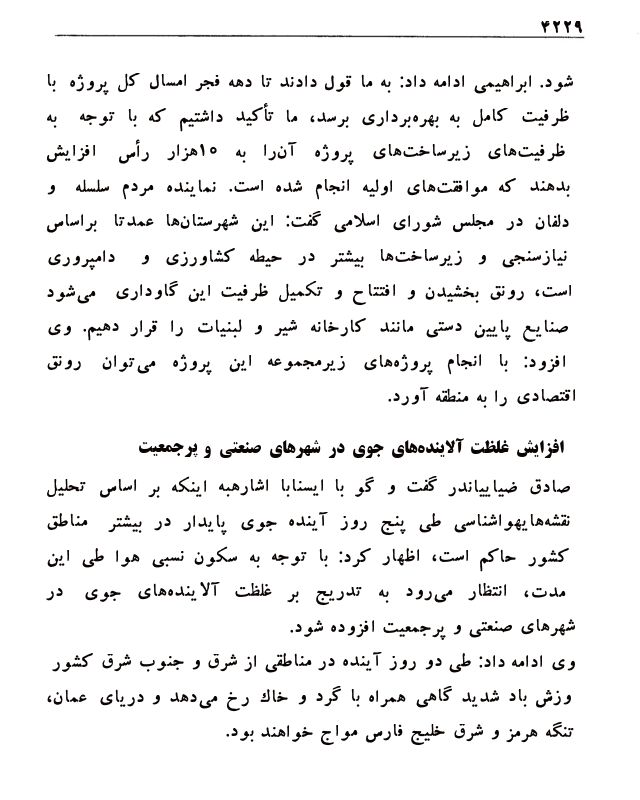 ۴۲۲۹
شود. ابراهیمی ادامه داد: به ما قول دادند تا دهه فجر امسال کل پروژه با
ظرفیت کامل به بهره‌برداری برسد، ما تأکید داشتیم که با توجه به
ظرفیت‌های زیرساخت‌های پروژه آن‌را به ۱۰هزار رأس افزایش
بدهند که موافقت‌های اولیه انجام شده است. نماینده مردم سلسله و
دلفان در مجلس شورای اسلامی گفت: این شهرستان‌ها عمدتا براساس
نیازسنجی و زیرساخت‌ها بیشتر در حیطه کشاورزی و دامپروری
است، رونق بخشیدن و افتتاح و تکمیل ظرفیت این گاوداری می‌شود
صنایع پایین دستی مانند کارخانه شیر و لبنیات را قرار دهیم. وی
افزود: با انجام پروژه‌های زیرمجموعه این پروژه می‌توان رونق
اقتصادی را به منطقه آورد.
افزایش غلظت آلاینده‌های جوی در شهرهای صنعتی و پرجمعیت
صادق ضیاییاندر گفت و گو با ایسنابا اشارهبه اینکه بر اساس تحلیل
نقشه‌هایهواشناسی طی پنج روز آینده جوی پایدار در بیشتر مناطق
کشور حاکم است، اظهار کرد: با توجه به سکون نسبی هوا طی این
مدت، انتظار می‌رود به تدریج بر غلظت آلاینده‌های جوی در
شهرهای صنعتی و پرجمعیت افزوده شود.
وی ادامه داد: طی دو روز آینده در مناطقی از شرق و جنوب شرق کشور
وزش باد شدید گاهی همراه با گرد و خاك رخ می‌دهد و دریای عمان،
تنگه هرمز و شرق خلیج فارس مواج خواهند بود.